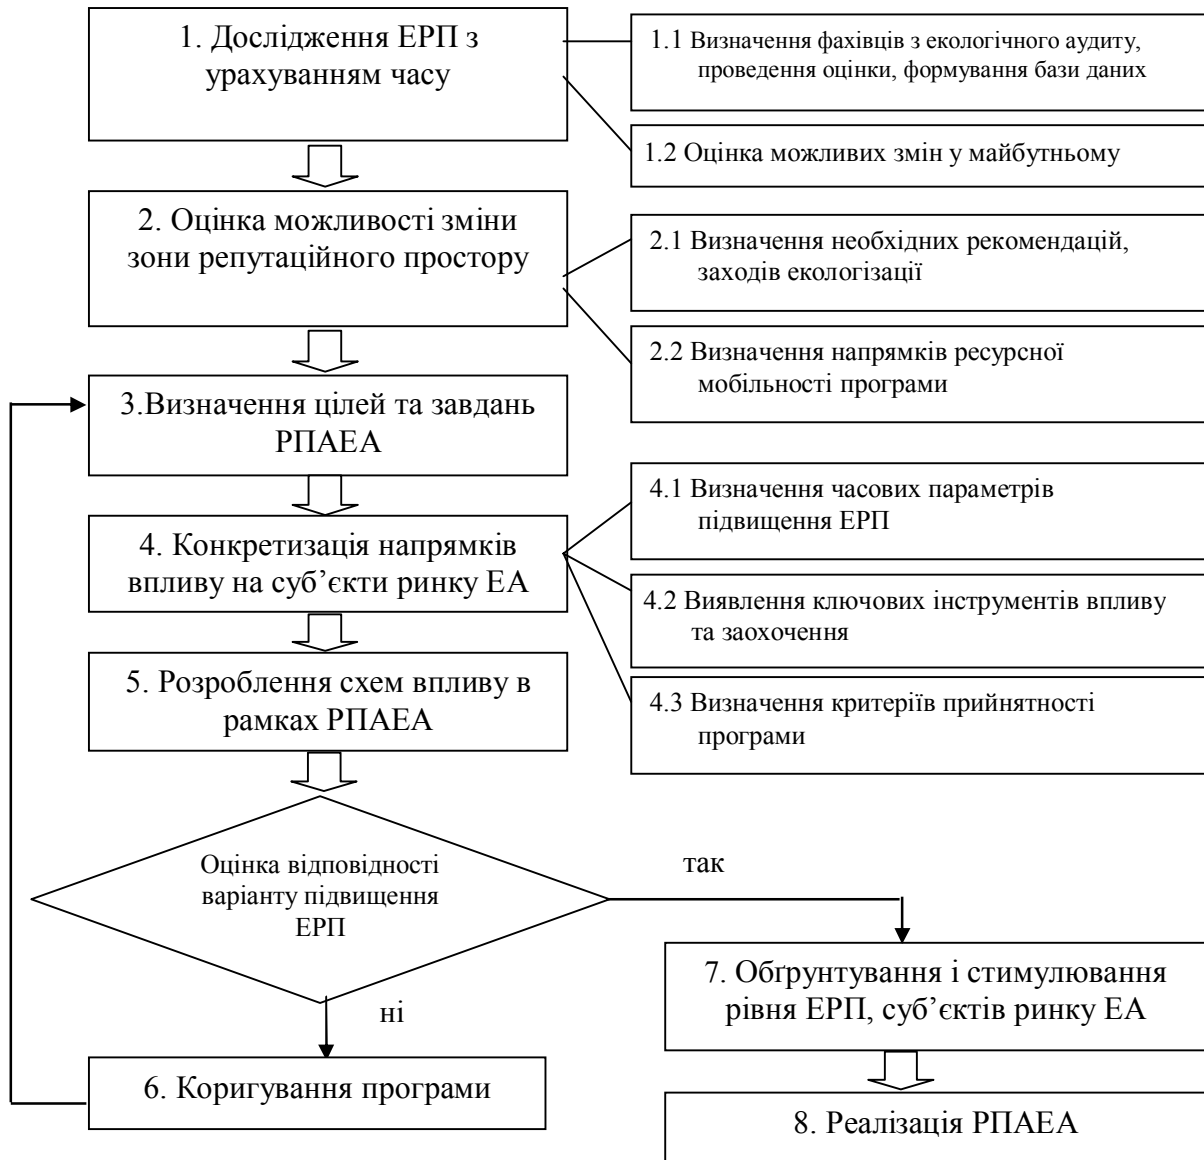 1. Дослідження ЕРП з
урахуванням часу
1.1 Визначення фахівців з екологічного аудиту,
проведення оцінки, формування бази даних
1.2 Оцінка можливих змін у майбутньому
2. Оцінка можливості зміни
зони репутаційного простору
2.1 Визначення необхідних рекомендацій,
заходів екологізації
2.2 Визначення напрямків ресурсної
мобільності програми
3.Визначення цілей та завдань
РПАЕА
4. Конкретизація напрямків
впливу на суб’єкти ринку ЕА
4.1 Визначення часових параметрів
підвищення ЕРП
4.2 Виявлення ключових інструментів впливу
та заохочення
4.3 Визначення критеріїв прийнятності
програми
5. Розроблення схем впливу в
рамках РПАЕА
Оцінка відповідності
варіанту підвищення
ЕРП
так
ні
6. Коригування програми
7. Обґрунтування і стимулювання
рівня ЕРП, суб’єктів ринку ЕА
8. Реалізація РПАЕА